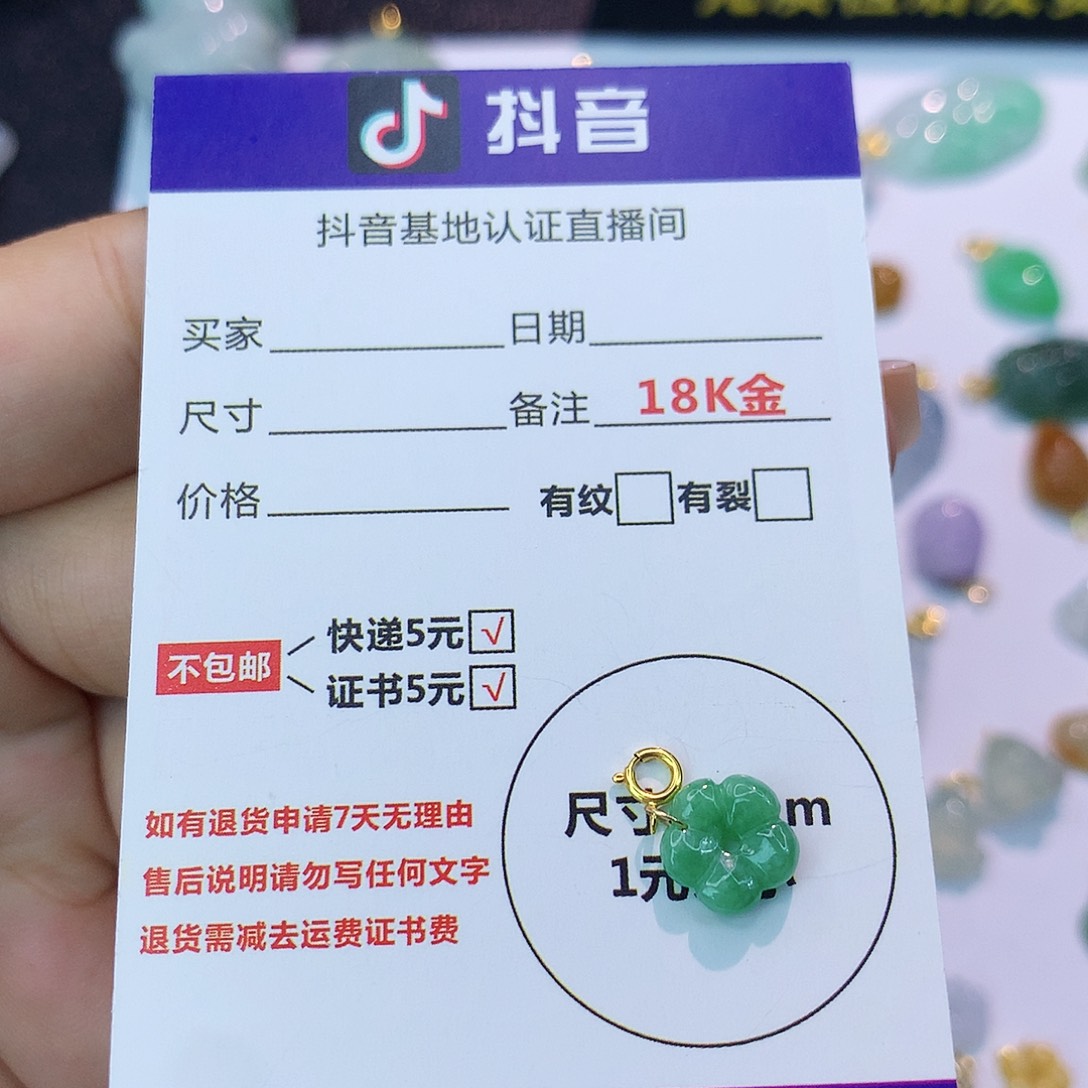 抖音
抖音基地认证直播间
买家 日期
尺寸 备注 18K金
价格 有纹 有裂
不包邮
快递5元 √
证书5元 √
如有退货申请7天无理由
售后说明请勿写任何文字
退货需减去运费证书费
尺寸 m
1元